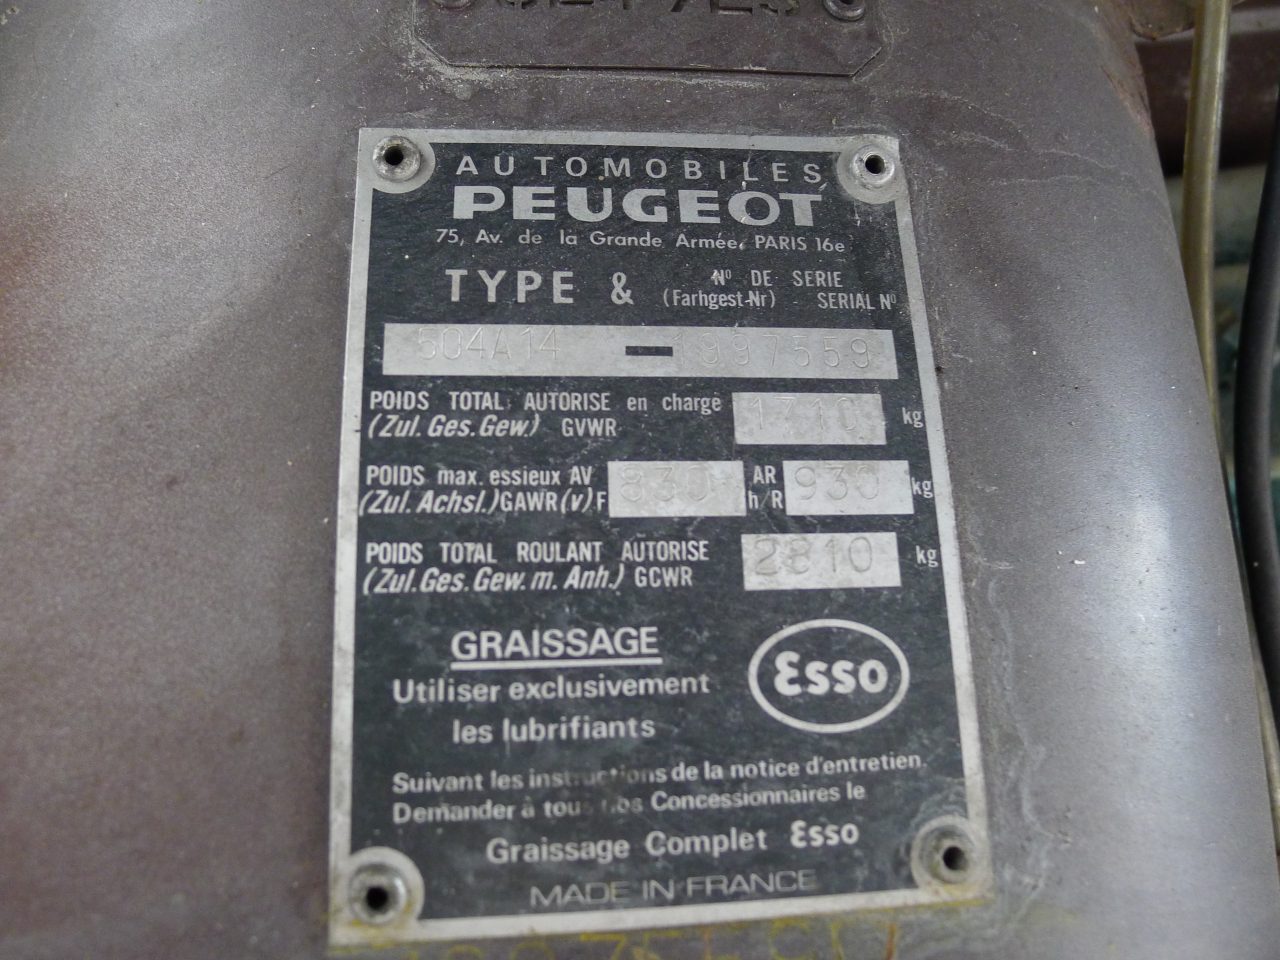 AUTOMOBILES
PEUGEOT
75, Av. de la Grande Armée, PARIS 16e
TYPE & Nº DE SERIE
(Farhgest-Nr) - SERIAL Nº
504A14 — 1997559
POIDS TOTAL AUTORISE en charge 1710 kg
(Zul. Ges. Gew.) GVWR
POIDS max. essieux AV 830 AR 930 kg
(Zul. Achsl.) GAWR (v) F h/R
POIDS TOTAL ROULANT AUTORISE 2810 kg
(Zul. Ges. Gew. m. Anh.) GCWR
GRAISSAGE
Utiliser exclusivement
les lubrifiants
Esso
Suivant les instructions de la notice d'entretien.
Demander à tous nos Concessionnaires le
Graissage Complet Esso
MADE IN FRANCE